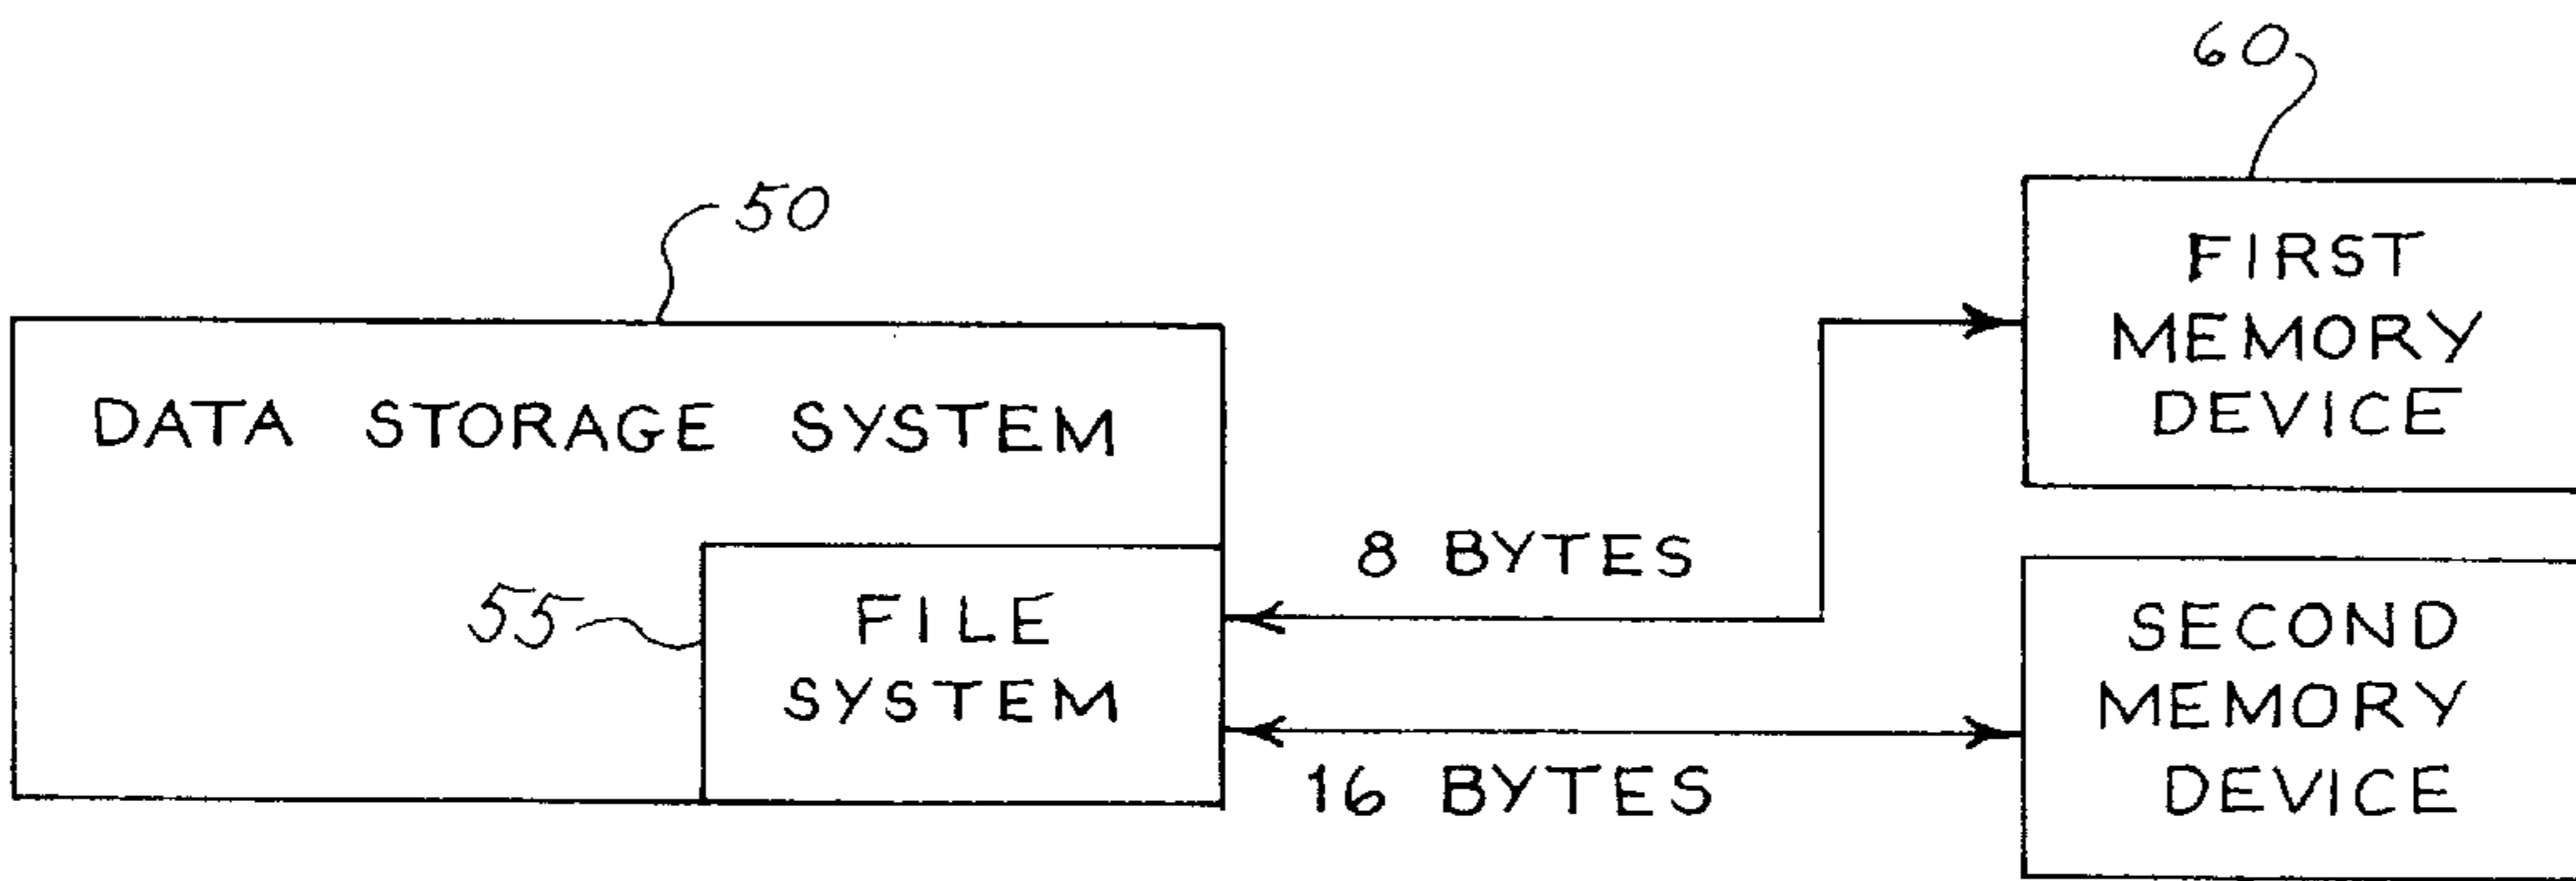 60
50
FIRST
MEMORY
DEVICE
DATA STORAGE SYSTEM
8 BYTES
55
FILE
SYSTEM
SECOND
MEMORY
DEVICE
16 BYTES